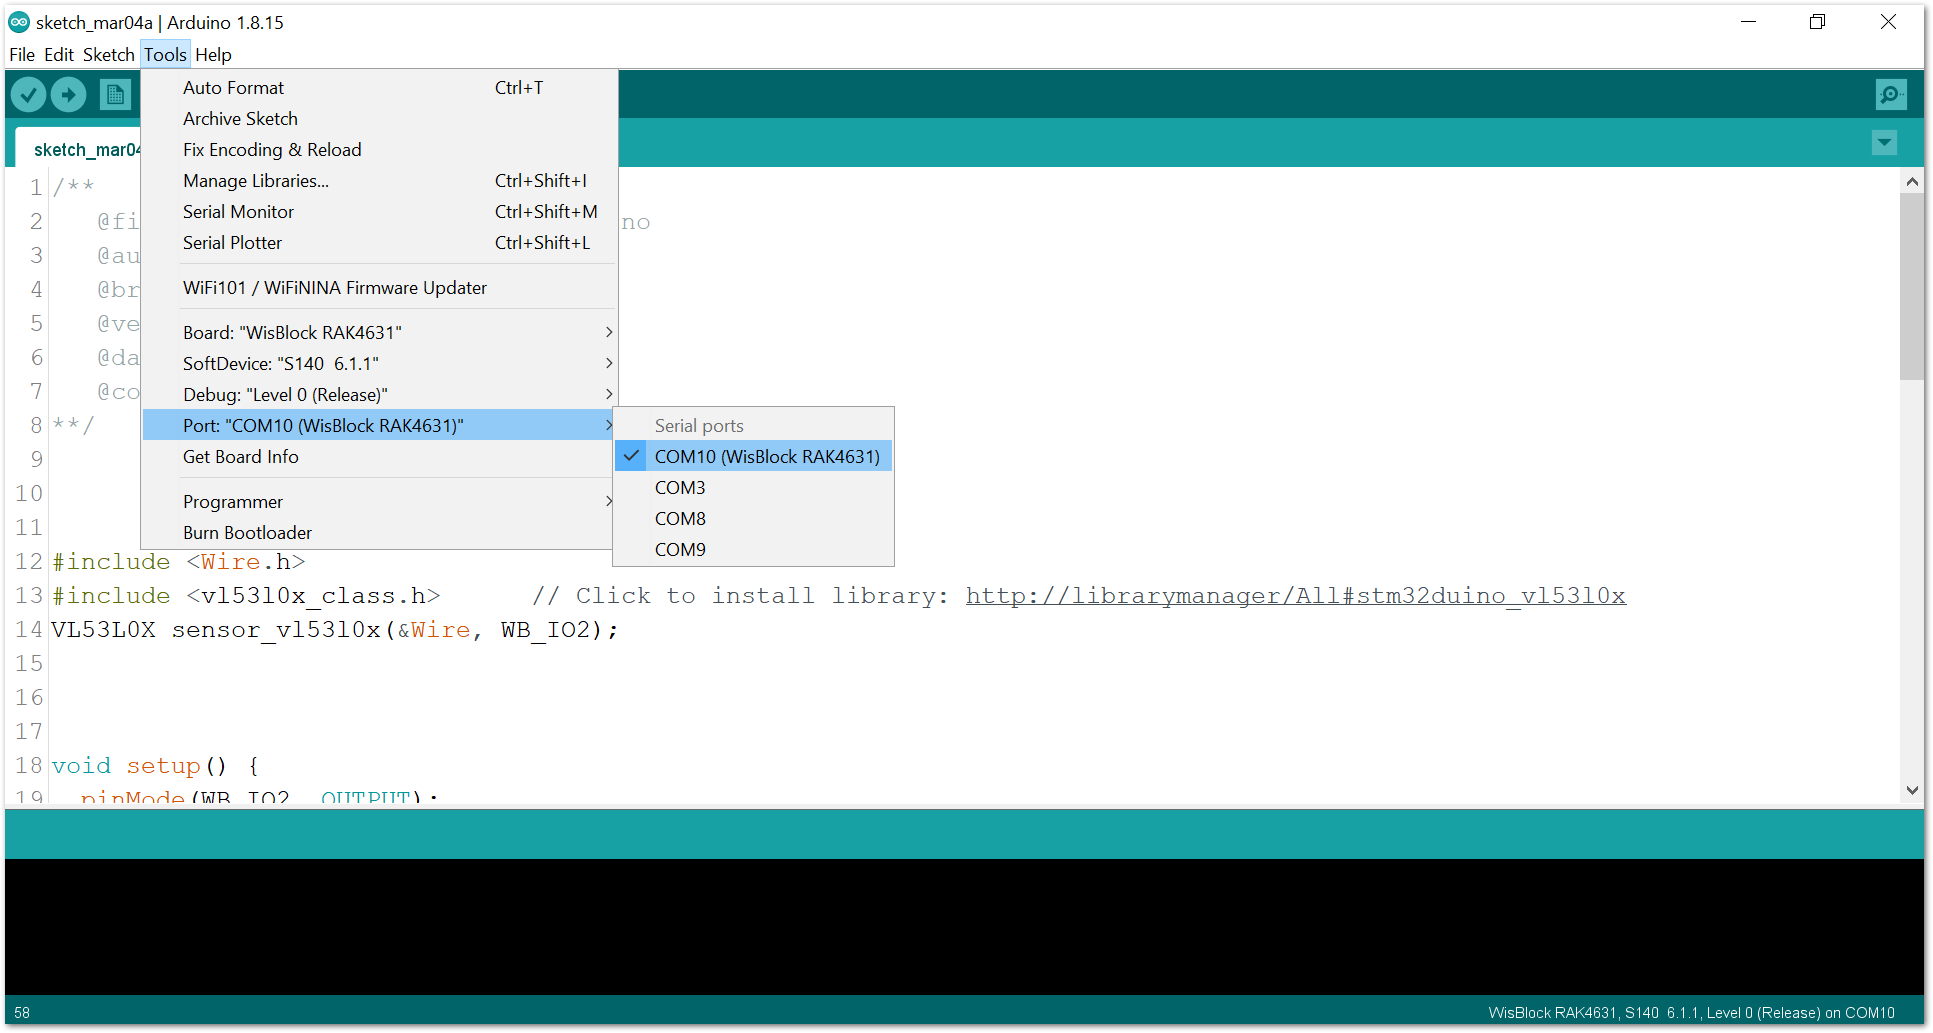 sketch_mar04a | Arduino 1.8.15
File Edit Sketch Tools Help
Auto Format Ctrl+T
Archive Sketch
Fix Encoding & Reload
Manage Libraries... Ctrl+Shift+I
Serial Monitor Ctrl+Shift+M
Serial Plotter Ctrl+Shift+L
WiFi101 / WiFiNINA Firmware Updater
Board: "WisBlock RAK4631"
SoftDevice: "S140 6.1.1"
Debug: "Level 0 (Release)"
Port: "COM10 (WisBlock RAK4631)"
Get Board Info
Programmer
Burn Bootloader
Serial ports
COM10 (WisBlock RAK4631)
COM3
COM8
COM9
sketch_mar04
1 /**
2 @fi no
3 @au
4 @br
5 @ve
6 @da
7 @co
8 **/
9
10
11
12 #include <Wire.h>
13 #include <vl53l0x_class.h> // Click to install library: http://librarymanager/All#stm32duino_vl53l0x
14 VL53L0X sensor_vl53l0x(&Wire, WB_IO2);
15
16
17
18 void setup() {
19 pinMode(WB_IO2, OUTPUT);
58
WisBlock RAK4631, S140 6.1.1, Level 0 (Release) on COM10